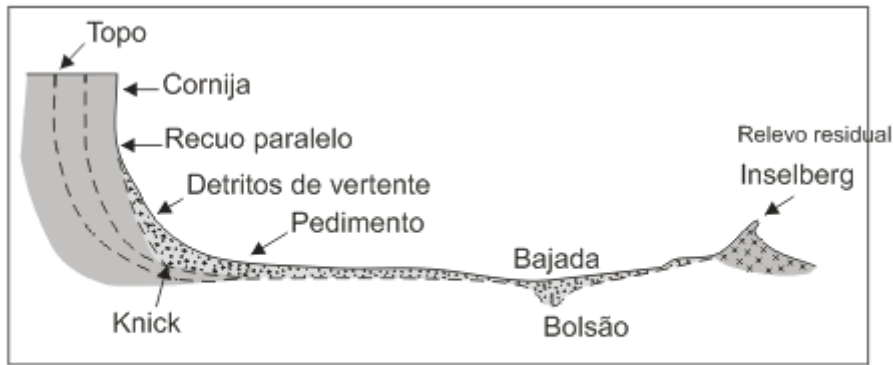 Topo
Cornija
Recuo paralelo
Relevo residual
Detritos de vertente
Inselberg
Pedimento
Bajada
Knick
Bolsão